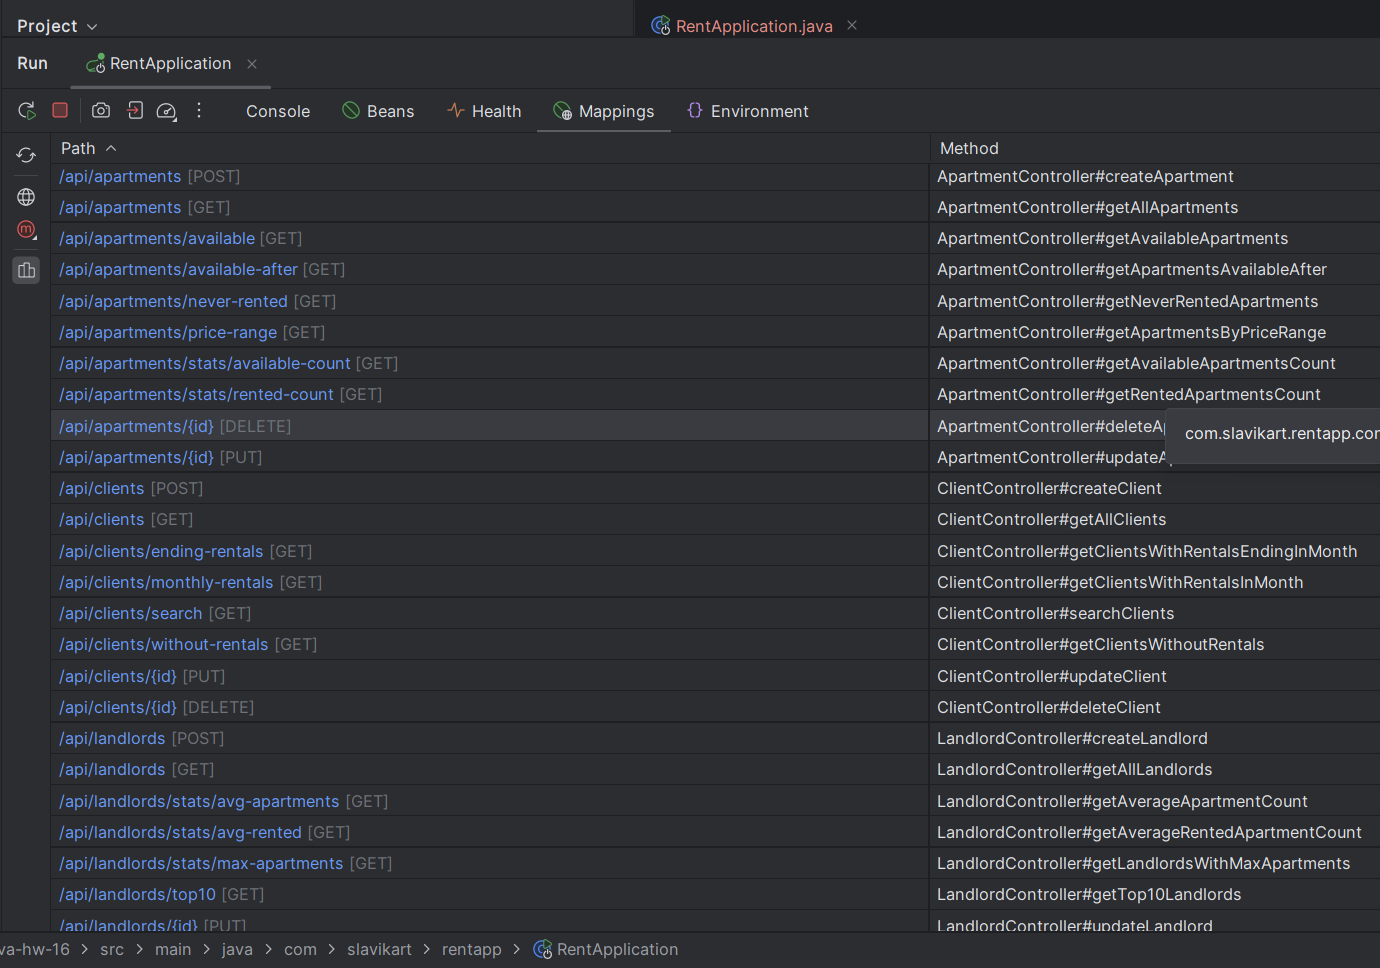 Project RentApplication.java
Run RentApplication
Console Beans Health Mappings Environment
Path Method
/api/apartments [POST] ApartmentController#createApartment
/api/apartments [GET] ApartmentController#getAllApartments
/api/apartments/available [GET] ApartmentController#getAvailableApartments
/api/apartments/available-after [GET] ApartmentController#getApartmentsAvailableAfter
/api/apartments/never-rented [GET] ApartmentController#getNeverRentedApartments
/api/apartments/price-range [GET] ApartmentController#getApartmentsByPriceRange
/api/apartments/stats/available-count [GET] ApartmentController#getAvailableApartmentsCount
/api/apartments/stats/rented-count [GET] ApartmentController#getRentedApartmentsCount
/api/apartments/{id} [DELETE] ApartmentController#deleteAp com.slavikart.rentapp.con
/api/apartments/{id} [PUT] ApartmentController#updateA
/api/clients [POST] ClientController#createClient
/api/clients [GET] ClientController#getAllClients
/api/clients/ending-rentals [GET] ClientController#getClientsWithRentalsEndingInMonth
/api/clients/monthly-rentals [GET] ClientController#getClientsWithRentalsInMonth
/api/clients/search [GET] ClientController#searchClients
/api/clients/without-rentals [GET] ClientController#getClientsWithoutRentals
/api/clients/{id} [PUT] ClientController#updateClient
/api/clients/{id} [DELETE] ClientController#deleteClient
/api/landlords [POST] LandlordController#createLandlord
/api/landlords [GET] LandlordController#getAllLandlords
/api/landlords/stats/avg-apartments [GET] LandlordController#getAverageApartmentCount
/api/landlords/stats/avg-rented [GET] LandlordController#getAverageRentedApartmentCount
/api/landlords/stats/max-apartments [GET] LandlordController#getLandlordsWithMaxApartments
/api/landlords/top10 [GET] LandlordController#getTop10Landlords
/api/landlords/{id} [PUT] LandlordController#updateLandlord
va-hw-16 > src > main > java > com > slavikart > rentapp > RentApplication